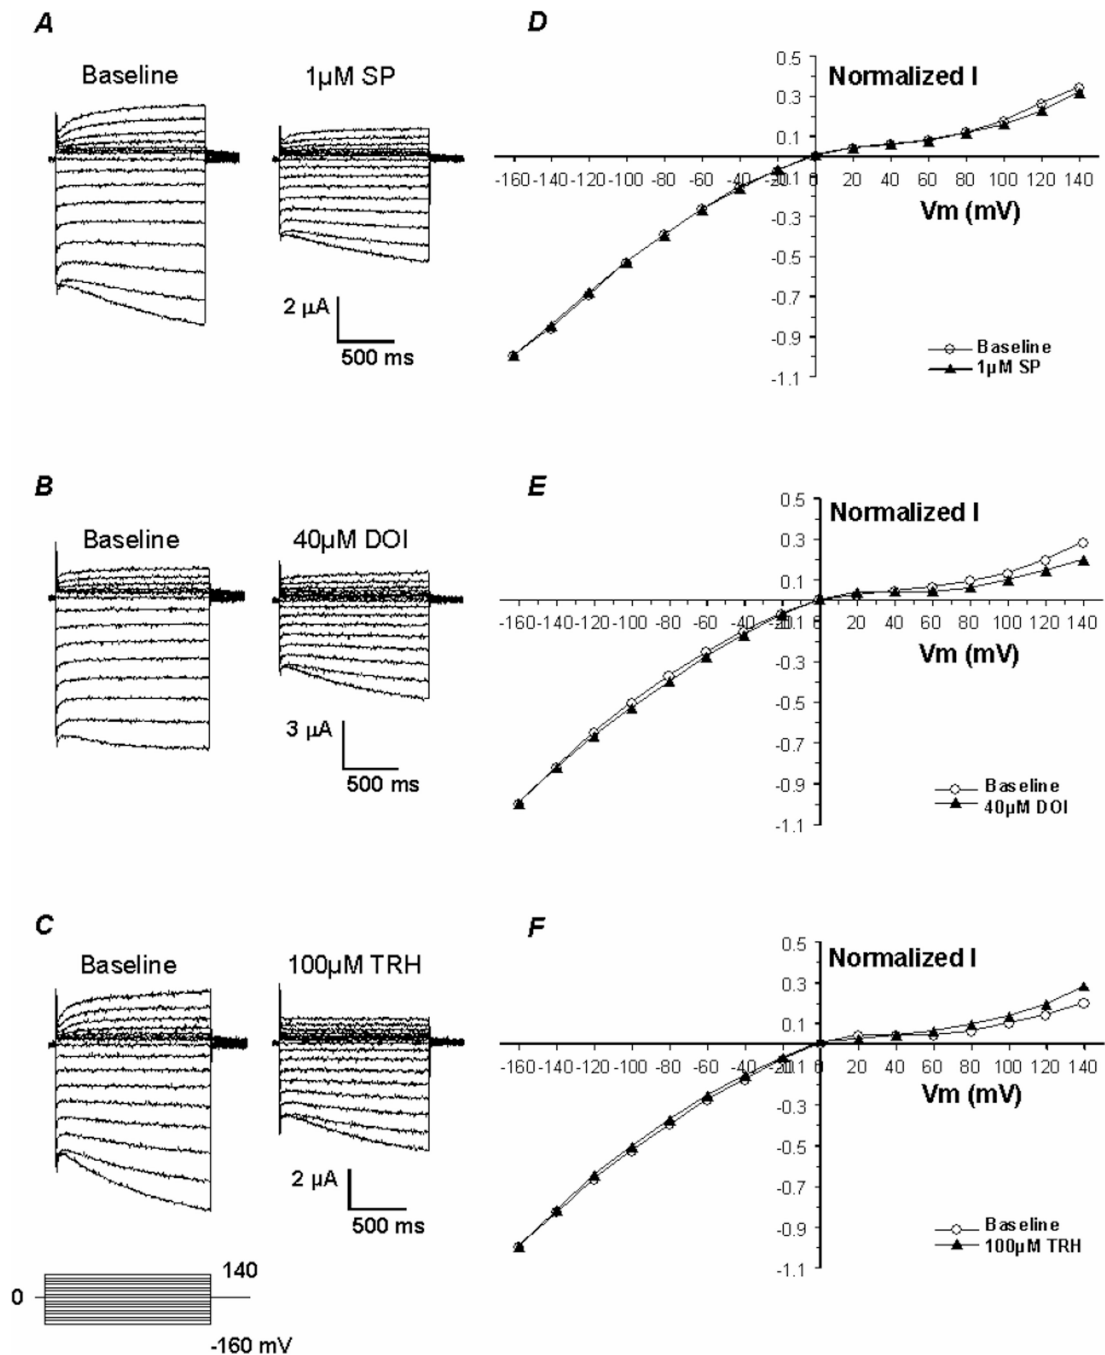 A
Baseline
1µM SP
2 µA
500 ms
D
Normalized I
0.5
0.3
0.1
-160 -140 -120 -100 -80 -60 -40 -20 0 20 40 60 80 100 120 140
-0.1
-0.3
-0.5
-0.7
-0.9
-1.1
Vm (mV)
Baseline
1µM SP
B
Baseline
40µM DOI
3 µA
500 ms
E
Normalized I
0.5
0.3
0.1
-160 -140 -120 -100 -80 -60 -40 -20 0 20 40 60 80 100 120 140
-0.1
-0.3
-0.5
-0.7
-0.9
-1.1
Vm (mV)
Baseline
40µM DOI
C
Baseline
100µM TRH
2 µA
500 ms
0
140
-160 mV
F
Normalized I
0.5
0.3
0.1
-160 -140 -120 -100 -80 -60 -40 -20 0 20 40 60 80 100 120 140
-0.1
-0.3
-0.5
-0.7
-0.9
-1.1
Vm (mV)
Baseline
100µM TRH